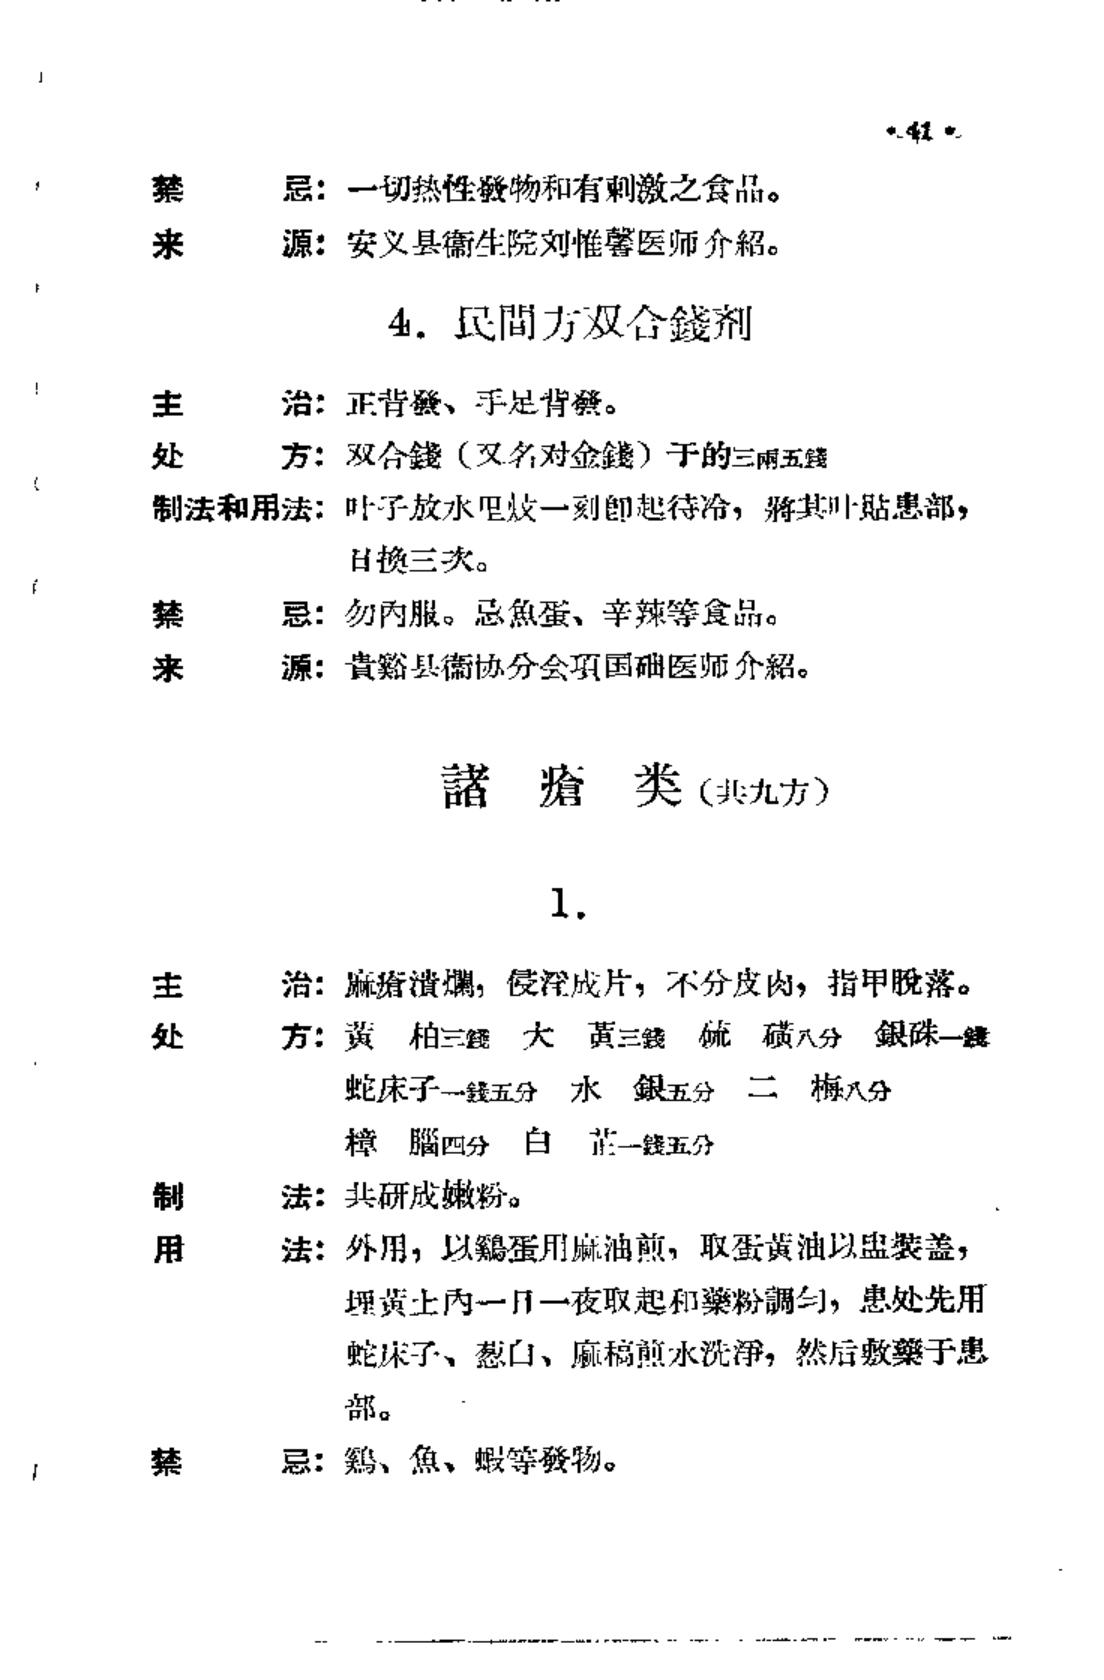 ·41·
禁　　忌：一切热性發物和有刺激之食品。
来　　源：安义县衞生院刘惟馨医师介紹。
4. 民間方双合錢剂
主　　治：正背發、手足背發。
处　　方：双合錢（又名对金錢）干的三兩五錢
制法和用法：叶子放水里炆一刻卽起待冷，將其叶貼患部，
日換三次。
禁　　忌：勿內服。忌魚蛋、辛辣等食品。
来　　源：貴谿县衞协分会項国础医师介紹。
諸　瘡　类（共九方）
1.
主　　治：麻瘡潰爛，侵淫成片，不分皮肉，指甲脫落。
处　　方：黃　柏三錢　大　黃三錢　硫　磺八分　銀硃一錢
蛇床子一錢五分　水　銀五分　二　梅八分
樟　腦四分　白　芷一錢五分
制　　法：共研成嫩粉。
用　　法：外用，以鷄蛋用麻油煎，取蛋黃油以盅裝盖，
埋黃土內一日一夜取起和藥粉調匀，患处先用
蛇床子、葱白、麻稿煎水洗淨，然后敷藥于患
部。
禁　　忌：鷄、魚、蝦等發物。